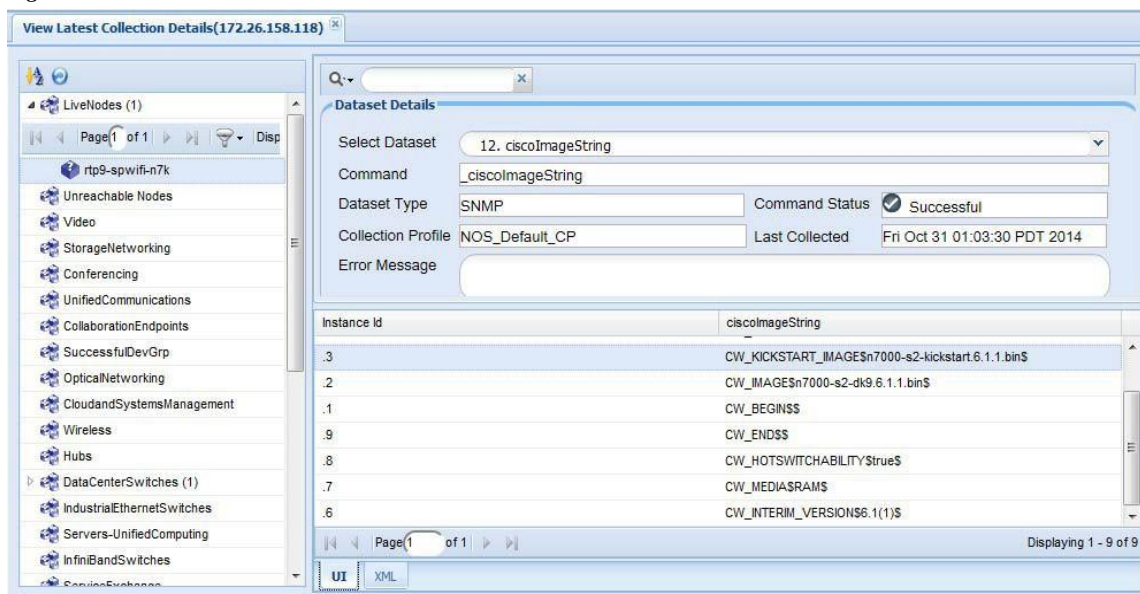 View Latest Collection Details(172.26.158.118)
LiveNodes (1)
Page 1 of 1 Disp
rtp9-spwifi-n7k
Unreachable Nodes
Video
StorageNetworking
Conferencing
UnifiedCommunications
CollaborationEndpoints
SuccessfulDevGrp
OpticalNetworking
CloudandSystemsManagement
Wireless
Hubs
DataCenterSwitches (1)
IndustrialEthernetSwitches
Servers-UnifiedComputing
InfiniBandSwitches
ServiceExchange
Dataset Details
Select Dataset 12. ciscoImageString
Command _ciscoImageString
Dataset Type SNMP Command Status Successful
Collection Profile NOS_Default_CP Last Collected Fri Oct 31 01:03:30 PDT 2014
Error Message
Instance Id ciscoImageString
.3 CW_KICKSTART_IMAGE$n7000-s2-kickstart.6.1.1.bin$
.2 CW_IMAGE$n7000-s2-dk9.6.1.1.bin$
.1 CW_BEGIN$$
.9 CW_END$$
.8 CW_HOTSWITCHABILITY$true$
.7 CW_MEDIA$RAM$
.6 CW_INTERIM_VERSION$6.1(1)$
Page 1 of 1 Displaying 1 - 9 of 9
UI XML